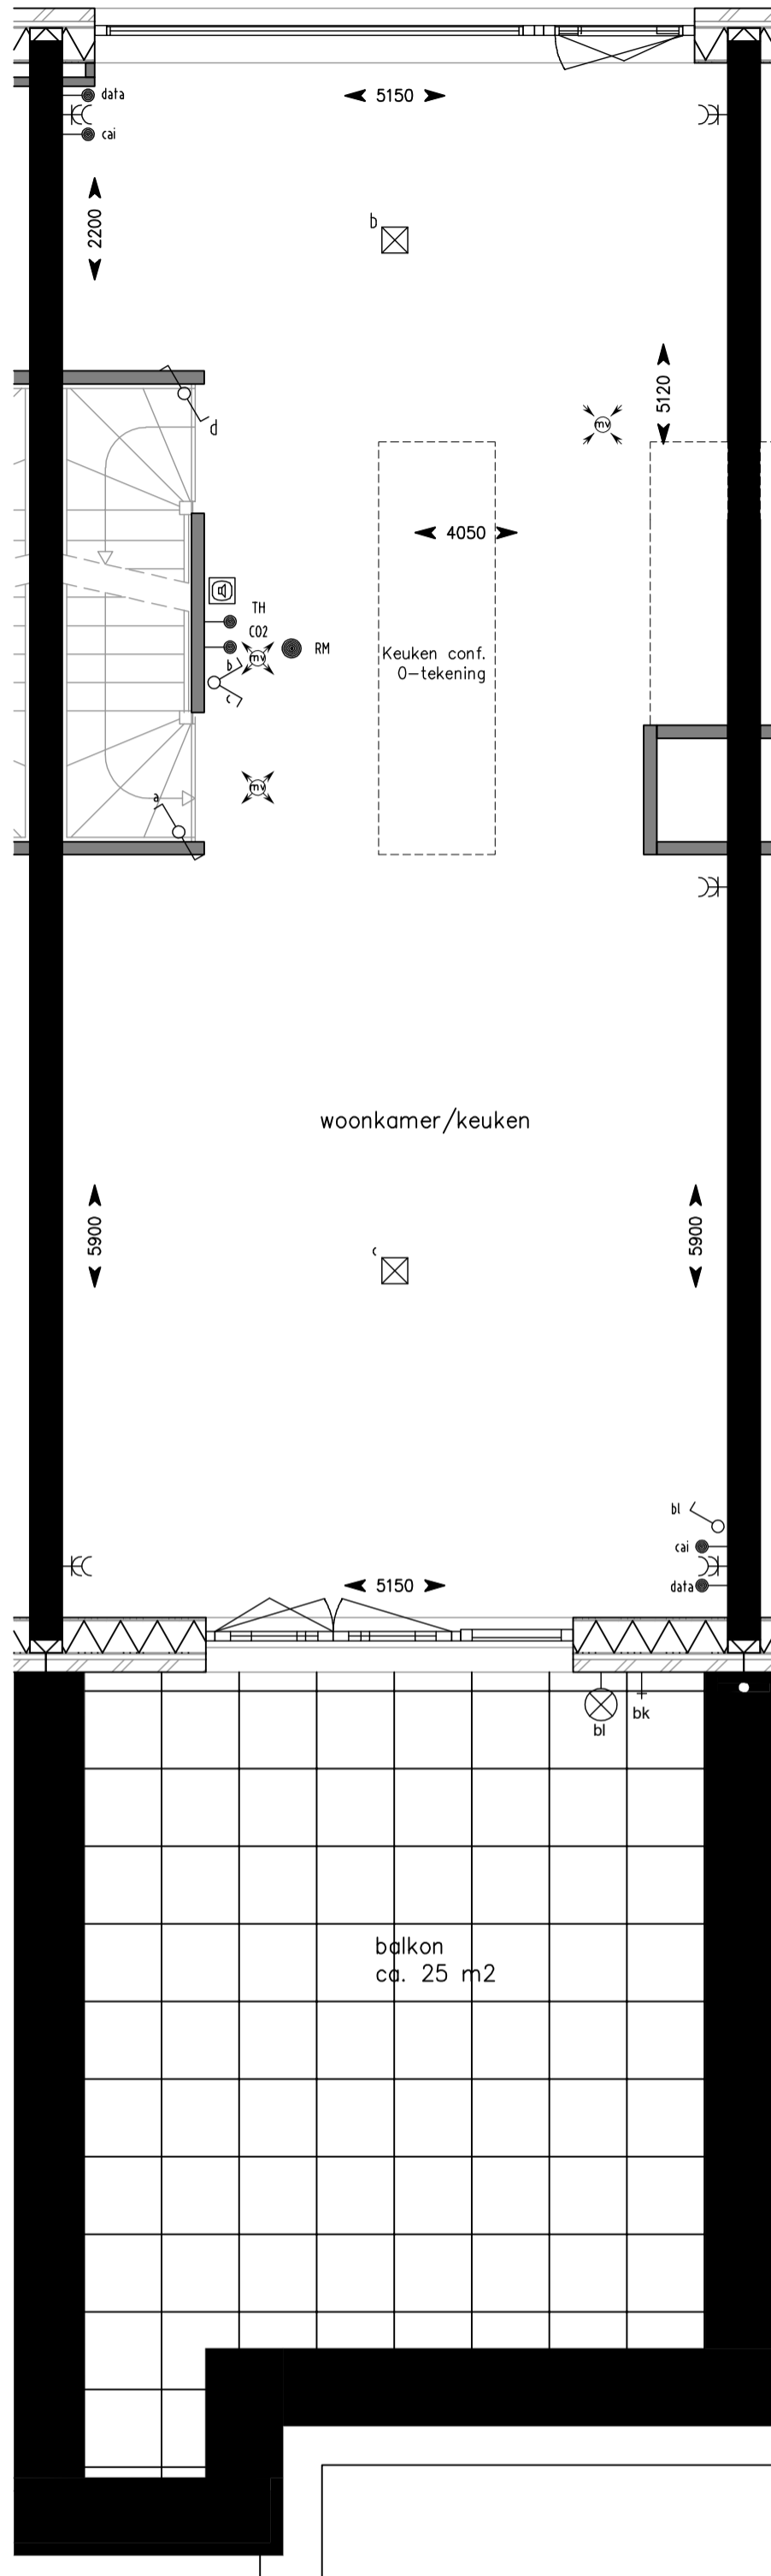 data
cai
5150
2200
b
5120
d
mv
4050
TH
CO2
mv
RM
b
c
Keuken conf.
0-tekening
mv
a
woonkamer/keuken
5900
5900
c
bl
cai
data
5150
bl
bk
balkon
ca. 25 m2